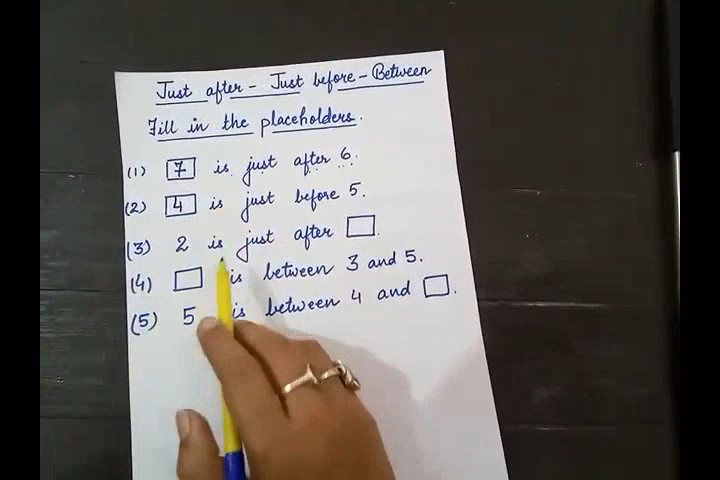 Just after - Just before - Between
Fill in the placeholders.
(1) 7 is just after 6.
(2) 4 is just before 5.
(3) 2 is just after .
(4) is between 3 and 5.
(5) 5 is between 4 and .